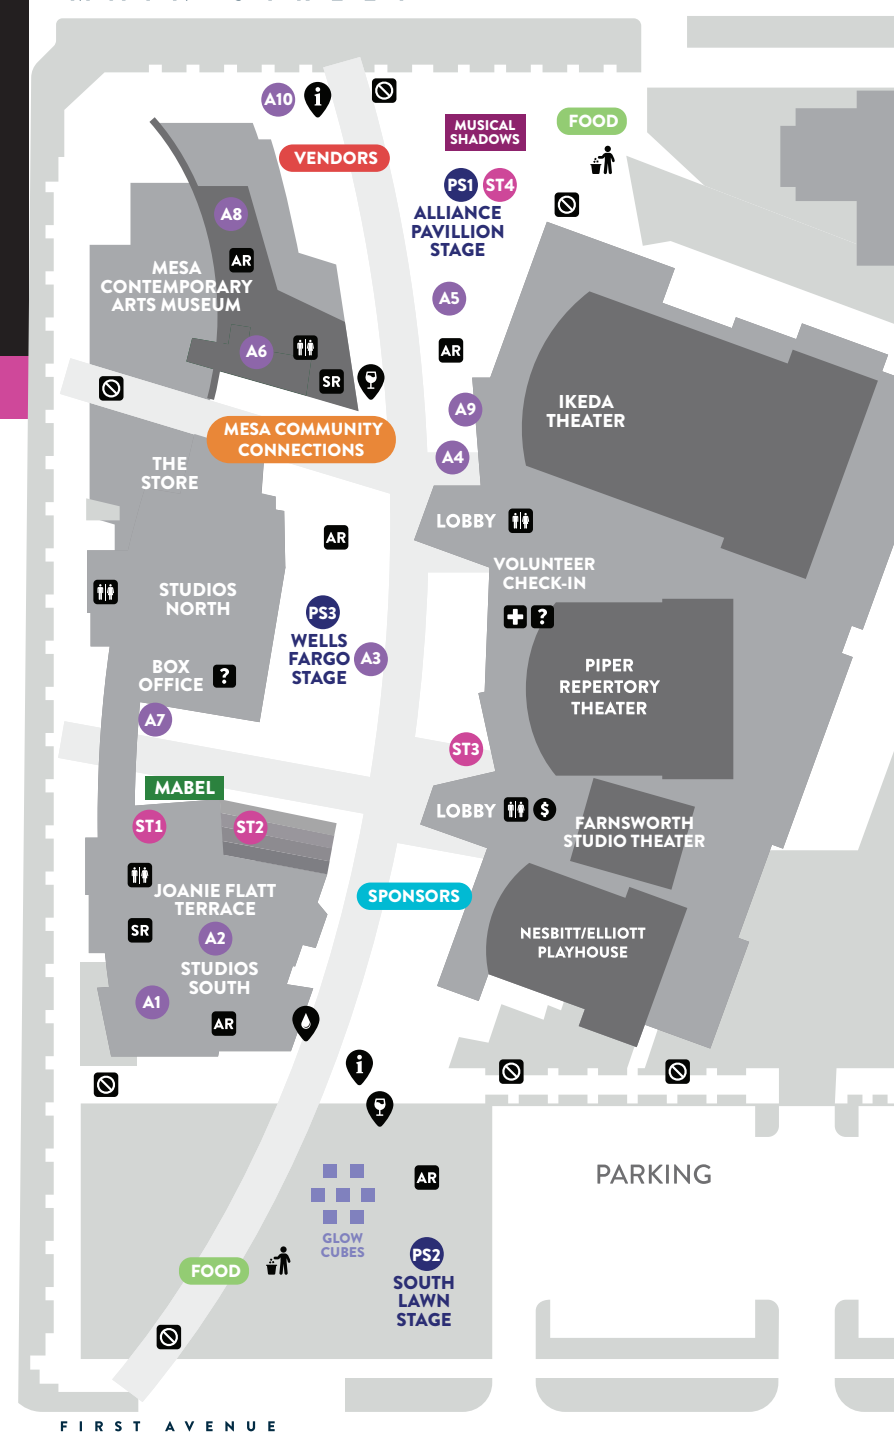 A10
i
VENDORS
MUSICAL
SHADOWS
FOOD
PS1
ST4
ALLIANCE
PAVILLION
STAGE
A8
AR
MESA
CONTEMPORARY
ARTS MUSEUM
A5
A6
AR
SR
IKEDA
THEATER
A9
MESA COMMUNITY
CONNECTIONS
A4
THE
STORE
LOBBY
AR
VOLUNTEER
CHECK-IN
STUDIOS
NORTH
PS3
?
WELLS
FARGO
STAGE
A3
BOX
OFFICE
?
PIPER
REPERTORY
THEATER
A7
ST3
MABEL
LOBBY
$
ST1
ST2
FARNSWORTH
STUDIO THEATER
JOANIE FLATT
TERRACE
SPONSORS
SR
A2
NESBITT/ELLIOTT
PLAYHOUSE
STUDIOS
SOUTH
A1
AR
i
AR
PARKING
GLOW
CUBES
PS2
FOOD
SOUTH
LAWN
STAGE
FIRST AVENUE